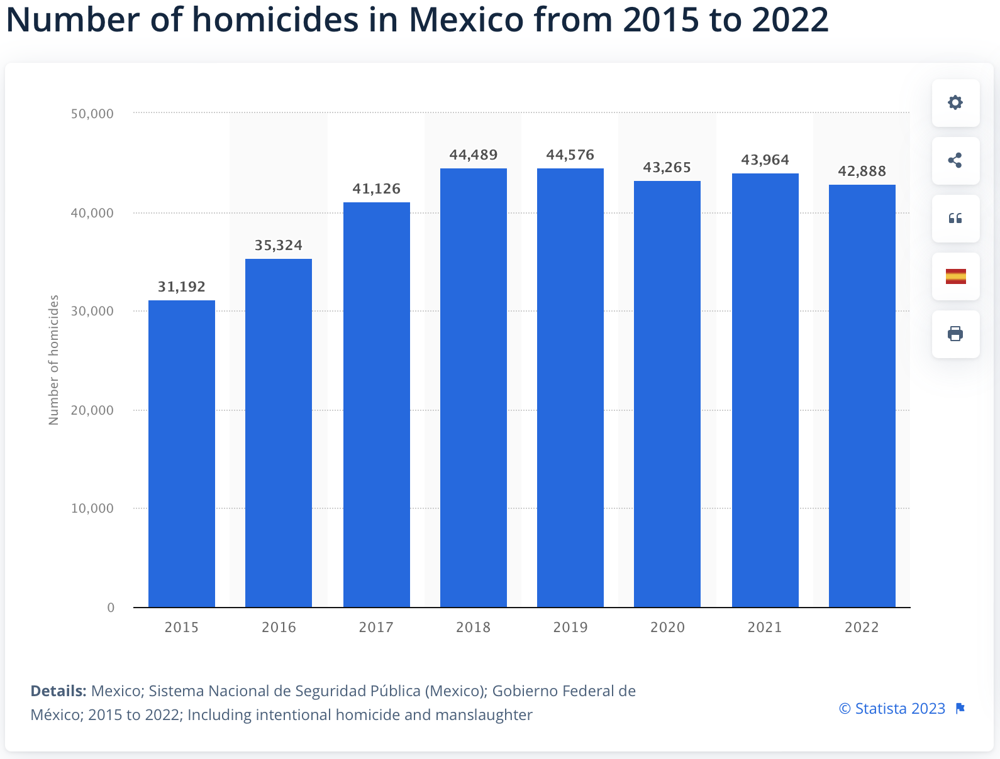 Number of homicides in Mexico from 2015 to 2022
50,000
40,000
30,000
20,000
10,000
0
Number of homicides
31,192
35,324
41,126
44,489
44,576
43,265
43,964
42,888
2015 2016 2017 2018 2019 2020 2021 2022
Details: Mexico; Sistema Nacional de Seguridad Pública (Mexico); Gobierno Federal de
México; 2015 to 2022; Including intentional homicide and manslaughter
© Statista 2023